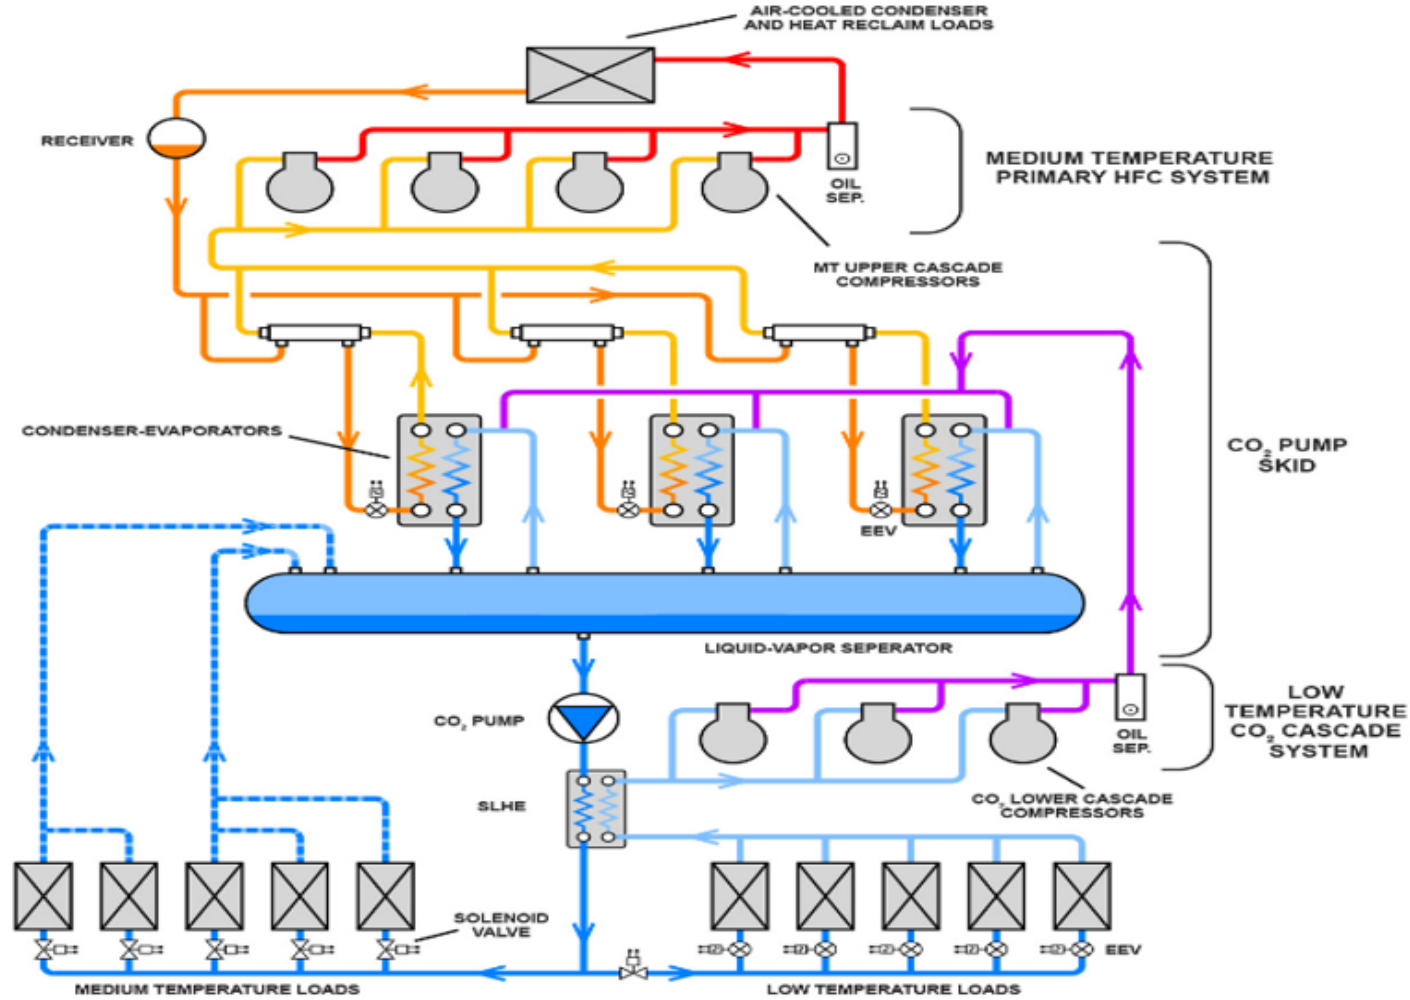 AIR-COOLED CONDENSER
AND HEAT RECLAIM LOADS
RECEIVER
OIL
SEP.
MEDIUM TEMPERATURE
PRIMARY HFC SYSTEM
MT UPPER CASCADE
COMPRESSORS
CONDENSER-EVAPORATORS
EEV
CO₂ PUMP
SKID
LIQUID-VAPOR SEPERATOR
CO₂ PUMP
OIL
SEP.
LOW
TEMPERATURE
CO₂ CASCADE
SYSTEM
SLHE
CO₂ LOWER CASCADE
COMPRESSORS
SOLENOID
VALVE
EEV
MEDIUM TEMPERATURE LOADS
LOW TEMPERATURE LOADS